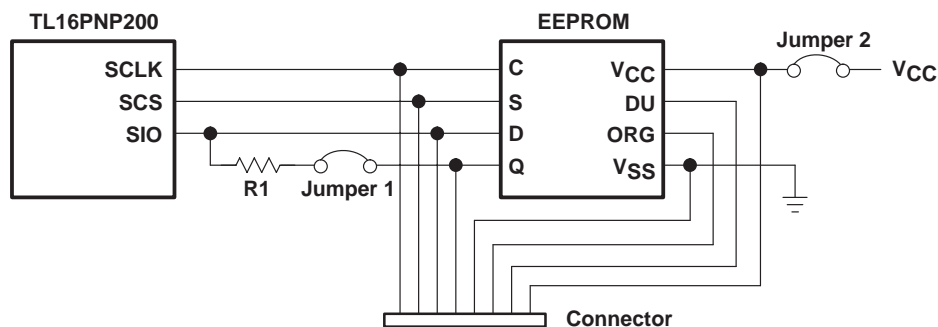 TL16PNP200
EEPROM
Jumper 2
SCLK
C
VCC
VCC
SCS
S
DU
SIO
D
ORG
Q
VSS
R1
Jumper 1
Connector